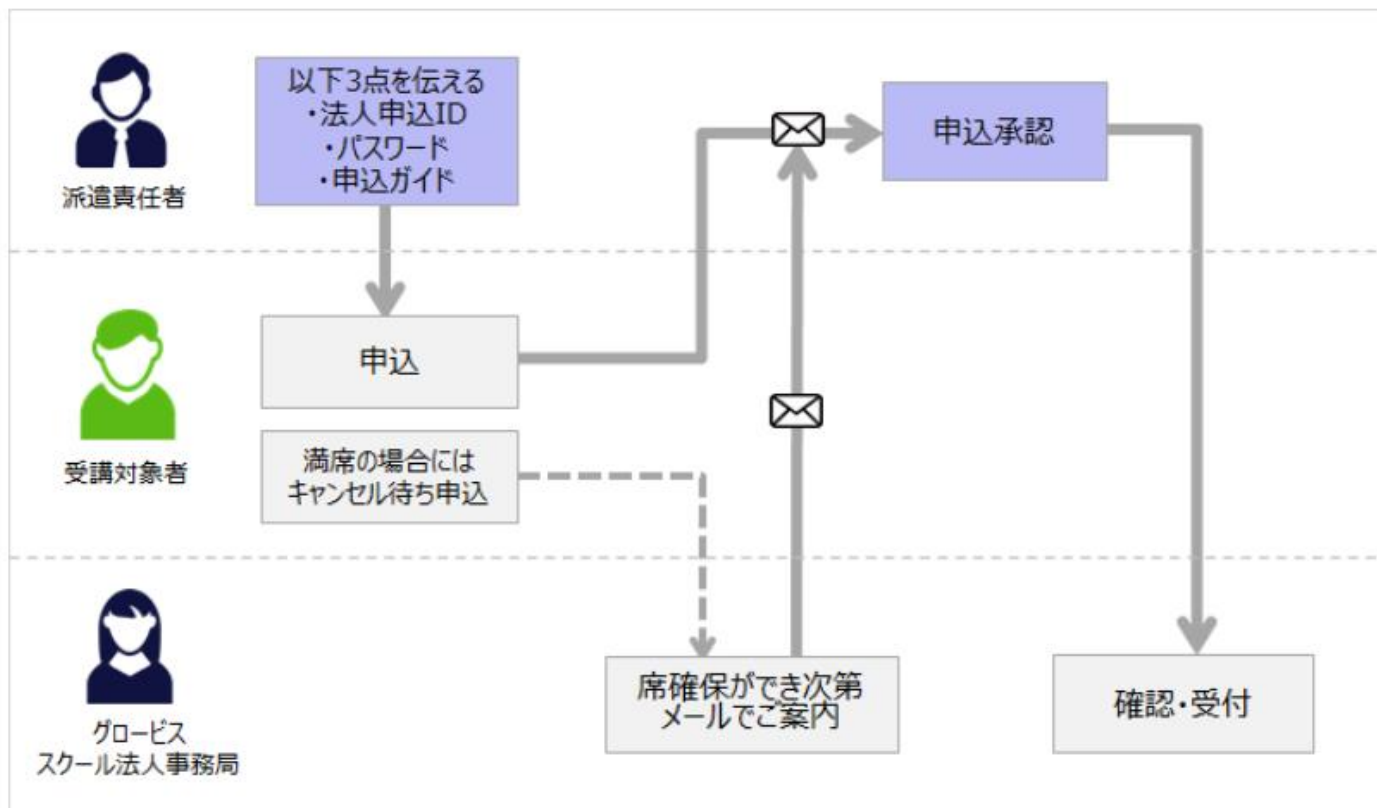 以下3点を伝える
・法人申込ID
・パスワード
・申込ガイド
申込承認
派遣責任者
申込
満席の場合には
キャンセル待ち申込
受講対象者
席確保ができ次第
メールでご案内
確認・受付
グロービス
スクール法人事務局